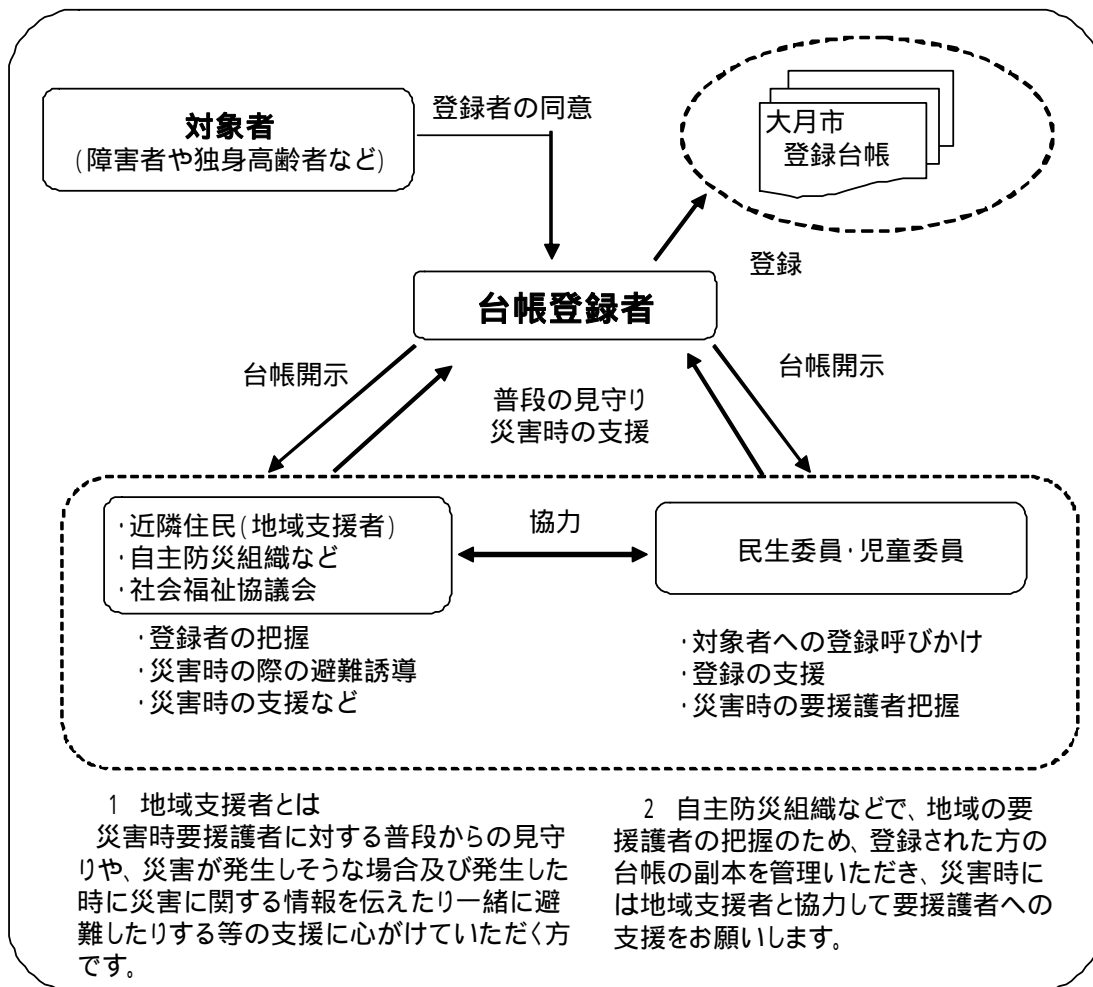 対象者
(障害者や独身高齢者など)
登録者の同意
大月市
登録台帳
登録
台帳登録者
台帳開示
台帳開示
普段の見守り
災害時の支援
・近隣住民(地域支援者)
・自主防災組織など
・社会福祉協議会
協力
民生委員・児童委員
・登録者の把握
・災害時の際の避難誘導
・災害時の支援など
・対象者への登録呼びかけ
・登録の支援
・災害時の要援護者把握
1 地域支援者とは
災害時要援護者に対する普段からの見守
りや、災害が発生しそうな場合及び発生した
時に災害に関する情報を伝えたり一緒に避
難したりする等の支援に心がけていただく方
です。
2 自主防災組織などで、地域の要
援護者の把握のため、登録された方の
台帳の副本を管理いただき、災害時に
は地域支援者と協力して要援護者への
支援をお願いします。